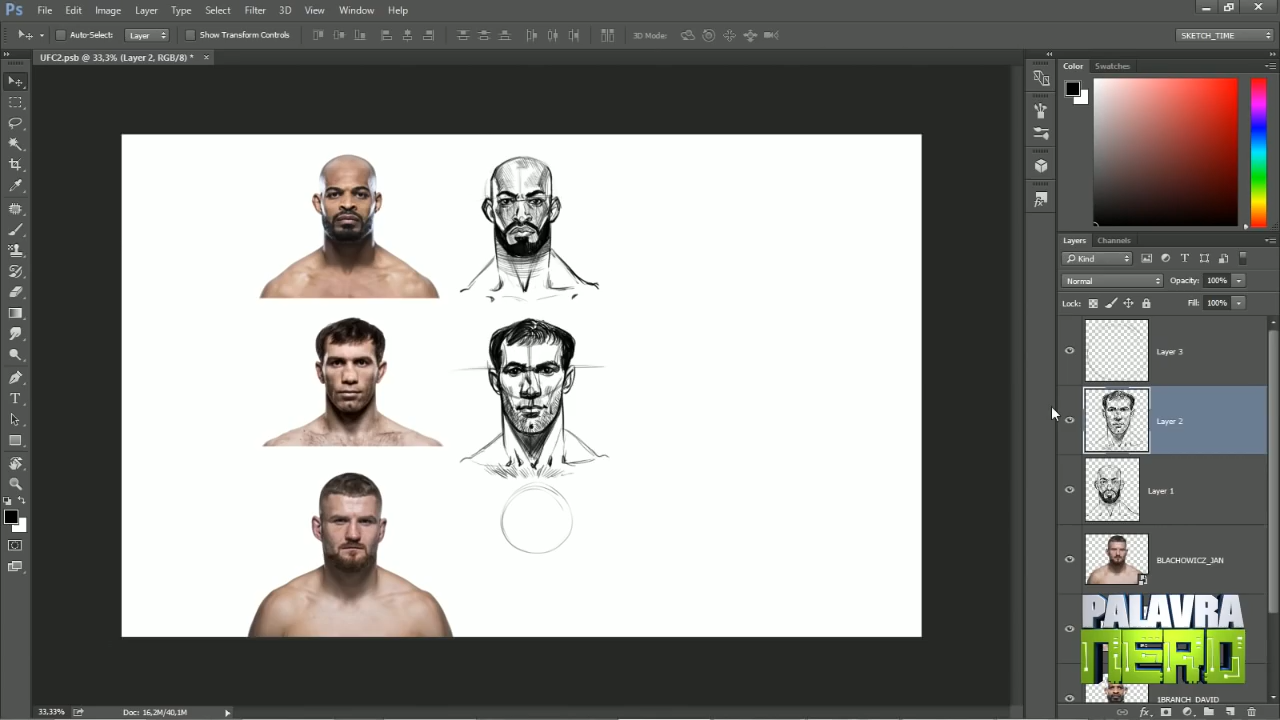 Ps File Edit Image Layer Type Select Filter 3D View Window Help
Auto-Select: Layer Show Transform Controls 3D Mode: SKETCH_TIME
UFC2.psb @ 33,3% (Layer 2, RGB/8) * ×
Color Swatches
Layers Channels
Kind
Normal Opacity: 100%
Lock: Fill: 100%
Layer 3
Layer 2
Layer 1
BLACHOWICZ_JAN
PALAVRA
NERD
1BRANCH_DAVID
33,33% Doc: 16,2M/40,1M